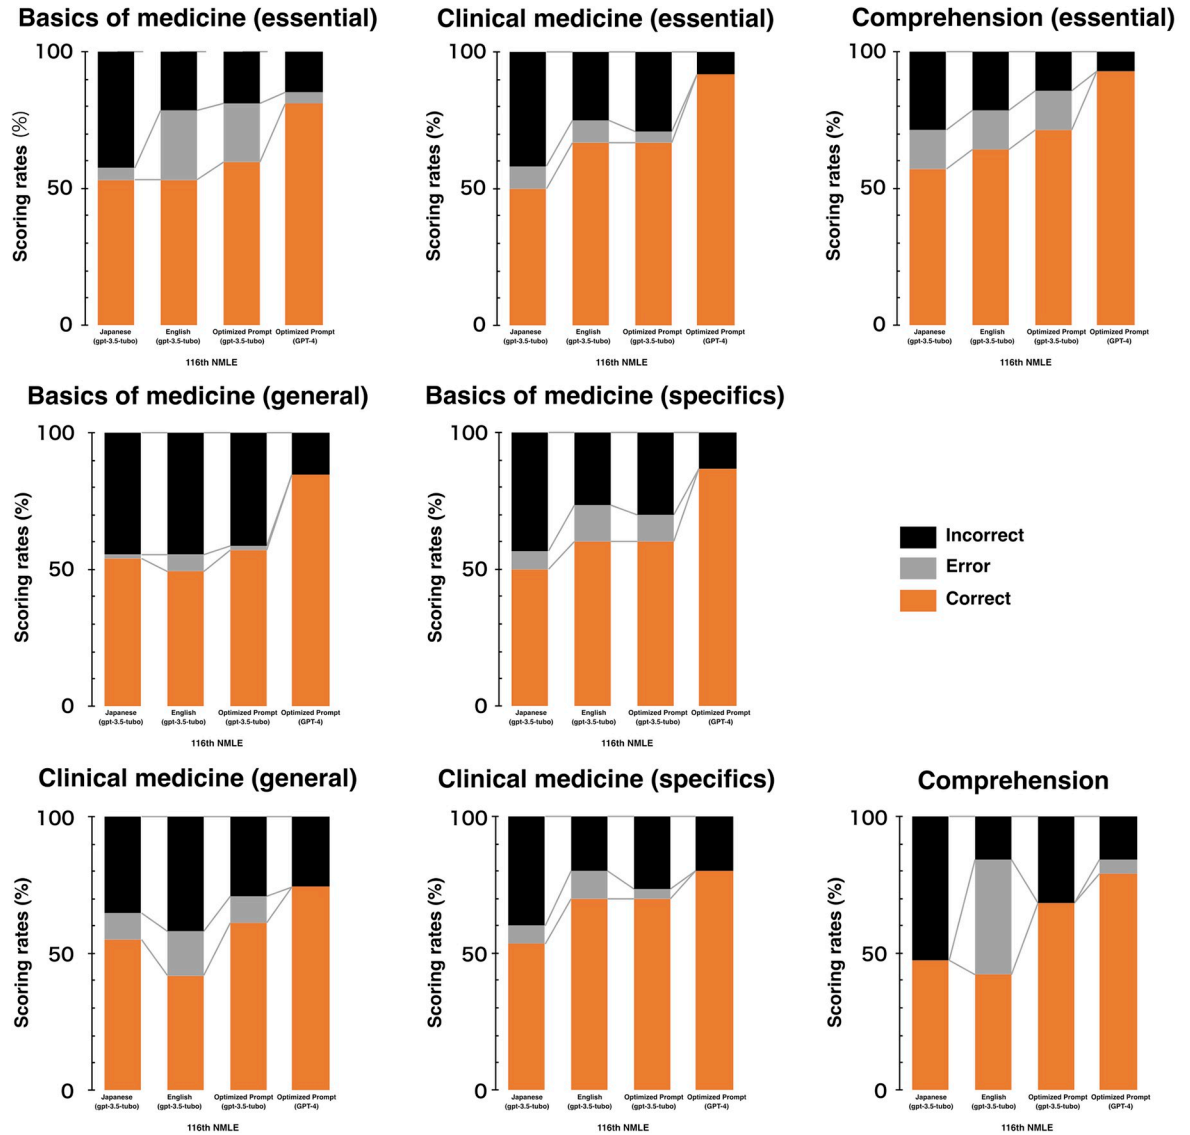 Basics of medicine (essential)
100
50
0
Scoring rates (%)
Japanese
(gpt-3.5-tubo)
English
(gpt-3.5-tubo)
Optimized Prompt
(gpt-3.5-tubo)
Optimized Prompt
(GPT-4)
116th NMLE
Clinical medicine (essential)
100
50
0
Scoring rates (%)
Japanese
(gpt-3.5-tubo)
English
(gpt-3.5-tubo)
Optimized Prompt
(gpt-3.5-tubo)
Optimized Prompt
(GPT-4)
116th NMLE
Comprehension (essential)
100
50
0
Scoring rates (%)
Japanese
(gpt-3.5-tubo)
English
(gpt-3.5-tubo)
Optimized Prompt
(gpt-3.5-tubo)
Optimized Prompt
(GPT-4)
116th NMLE
Basics of medicine (general)
100
50
0
Scoring rates (%)
Japanese
(gpt-3.5-tubo)
English
(gpt-3.5-tubo)
Optimized Prompt
(gpt-3.5-tubo)
Optimized Prompt
(GPT-4)
116th NMLE
Basics of medicine (specifics)
100
50
0
Scoring rates (%)
Japanese
(gpt-3.5-tubo)
English
(gpt-3.5-tubo)
Optimized Prompt
(gpt-3.5-tubo)
Optimized Prompt
(GPT-4)
116th NMLE
Incorrect
Error
Correct
Clinical medicine (general)
100
50
0
Scoring rates (%)
Japanese
(gpt-3.5-tubo)
English
(gpt-3.5-tubo)
Optimized Prompt
(gpt-3.5-tubo)
Optimized Prompt
(GPT-4)
116th NMLE
Clinical medicine (specifics)
100
50
0
Scoring rates (%)
Japanese
(gpt-3.5-tubo)
English
(gpt-3.5-tubo)
Optimized Prompt
(gpt-3.5-tubo)
Optimized Prompt
(GPT-4)
116th NMLE
Comprehension
100
50
0
Scoring rates (%)
Japanese
(gpt-3.5-tubo)
English
(gpt-3.5-tubo)
Optimized Prompt
(gpt-3.5-tubo)
Optimized Prompt
(GPT-4)
116th NMLE